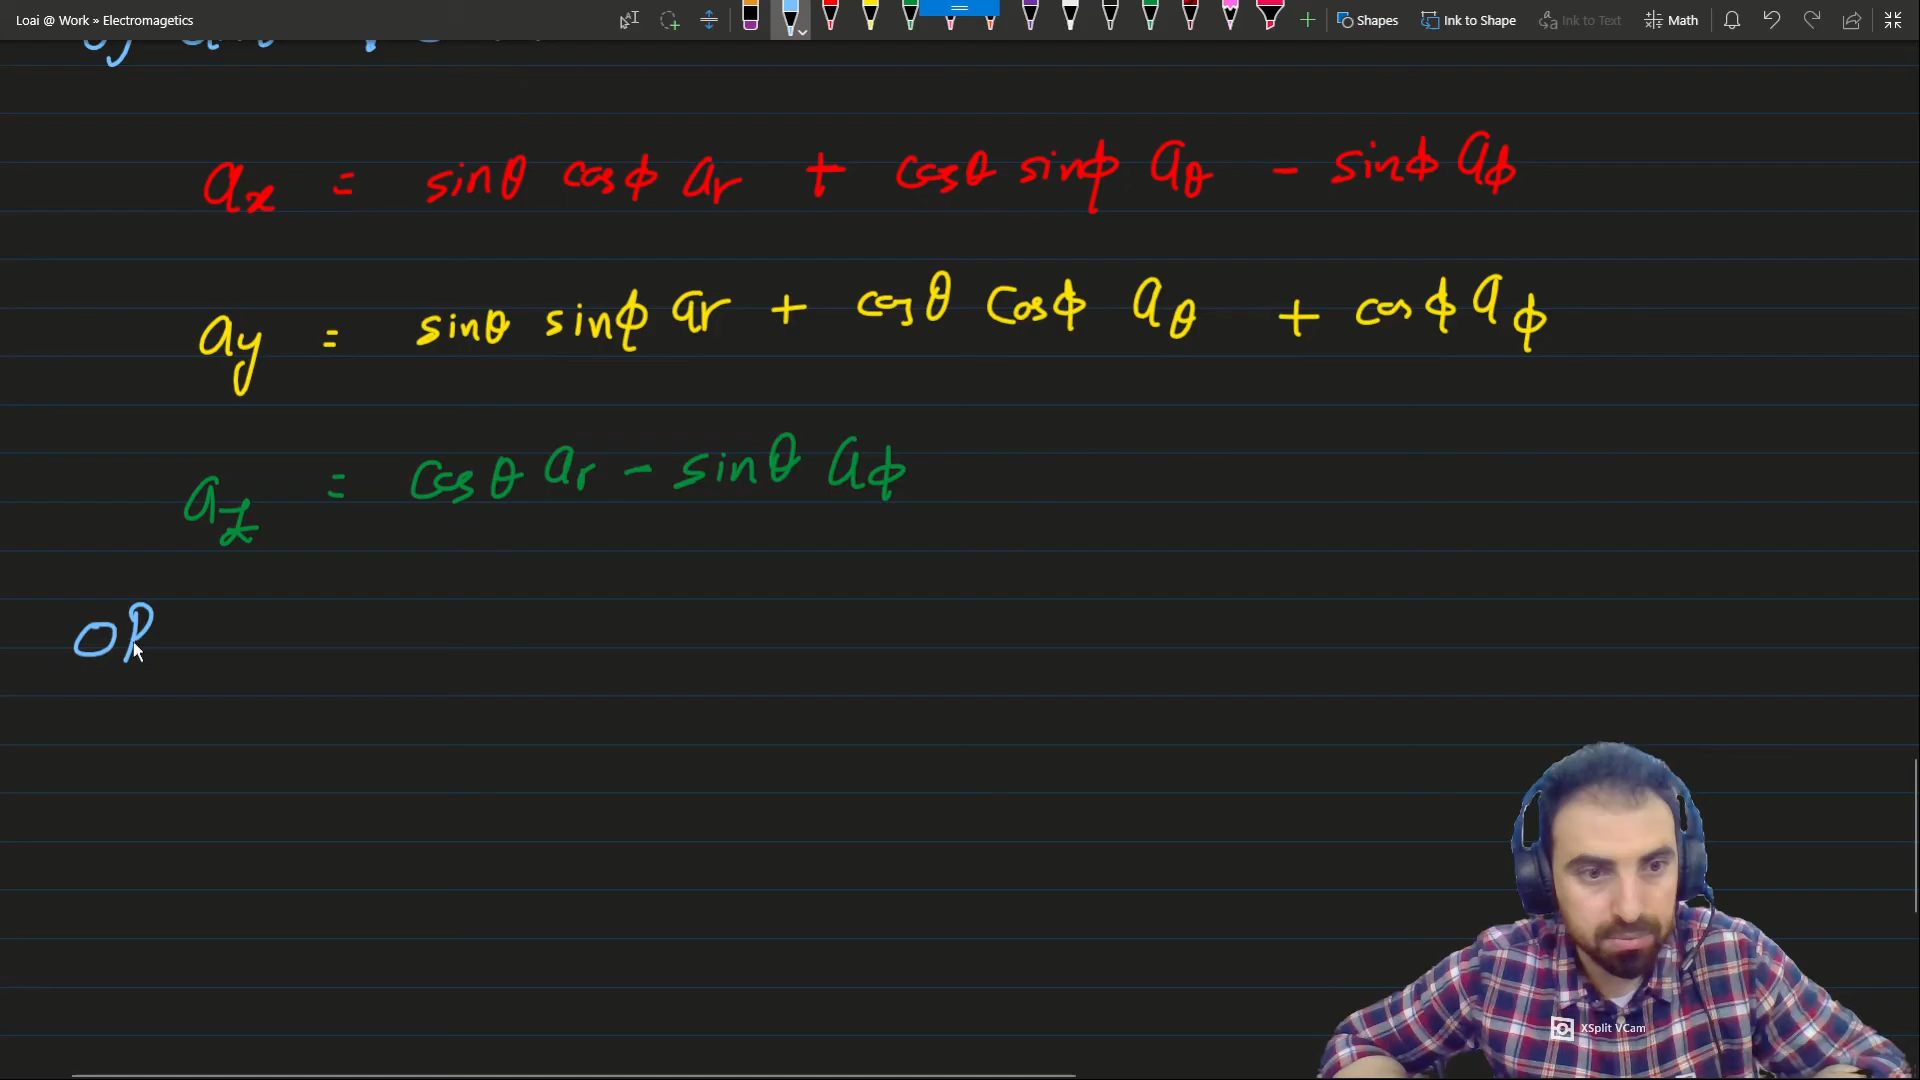 Loai @ Work » Electromagetics
Shapes Ink to Shape Ink to Text Math
ax = sinθ cosϕ ar + cosθ sinϕ aθ - sinϕ aϕ
ay = sinθ sinϕ ar + cosθ cosϕ aθ + cosϕ aϕ
az = cosθ ar - sinθ aϕ
OP
XSplit VCam